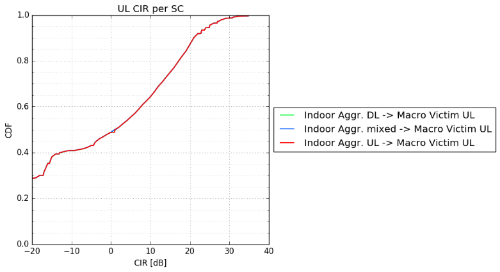 UL CIR per SC
1.0
0.8
0.6
0.4
0.2
0.0
CDF
−20 −10 0 10 20 30 40
CIR [dB]
Indoor Aggr. DL -> Macro Victim UL
Indoor Aggr. mixed -> Macro Victim UL
Indoor Aggr. UL -> Macro Victim UL